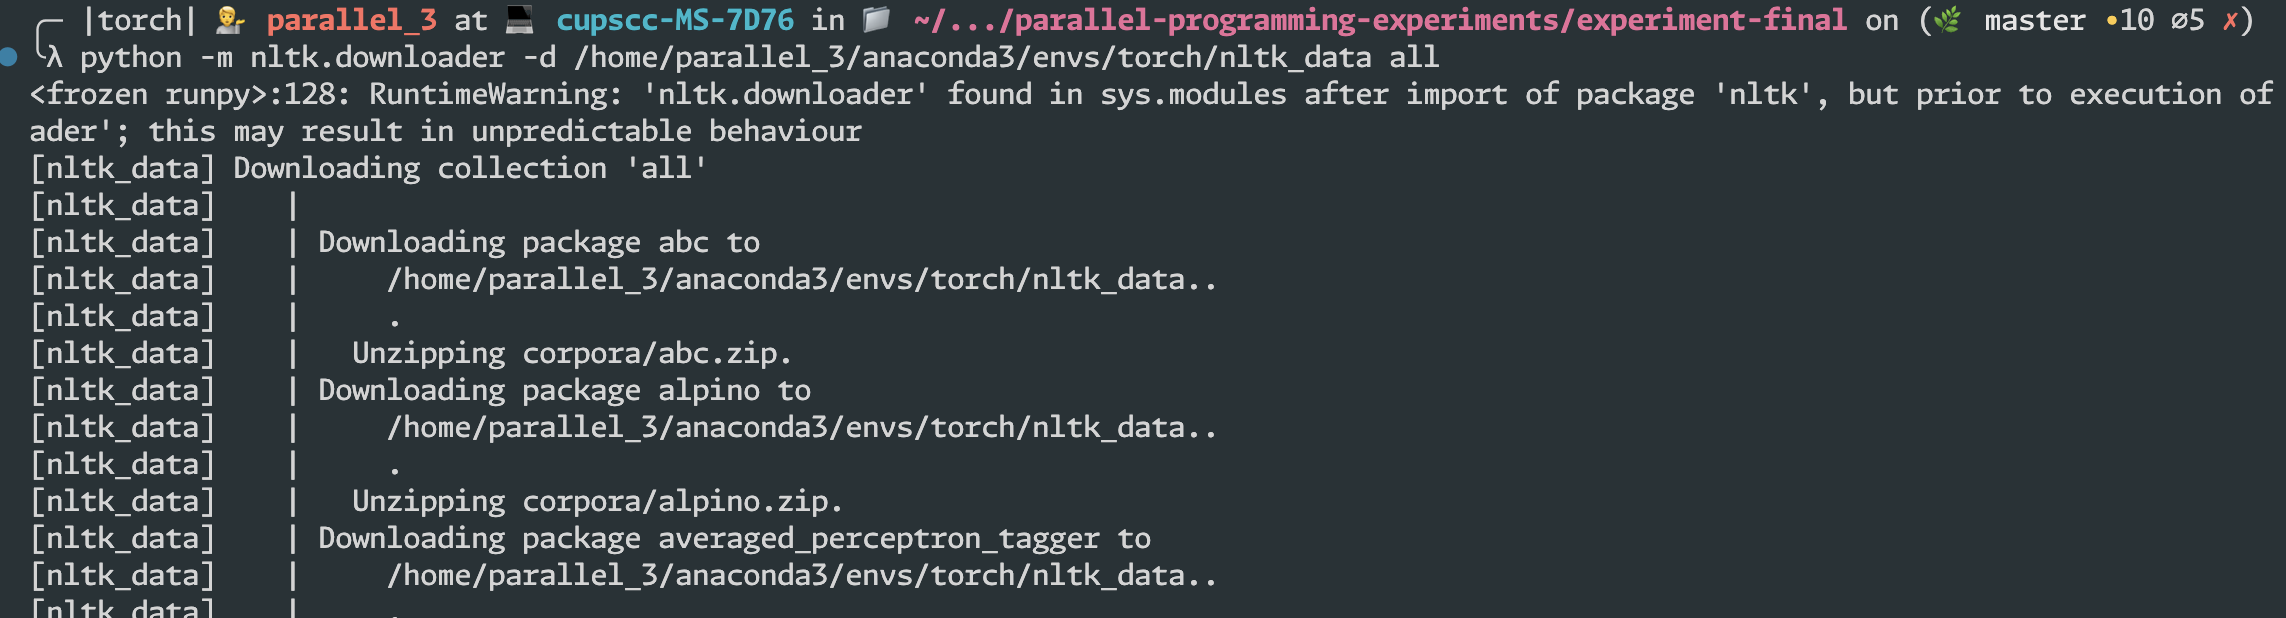 |torch| 💁 parallel_3 at 💻 cupscc-MS-7D76 in 📁 ~/.../parallel-programming-experiments/experiment-final on (🌿 master •10 ⌀5 ✗)
λ python -m nltk.downloader -d /home/parallel_3/anaconda3/envs/torch/nltk_data all
<frozen runpy>:128: RuntimeWarning: 'nltk.downloader' found in sys.modules after import of package 'nltk', but prior to execution of
ader'; this may result in unpredictable behaviour
[nltk_data] Downloading collection 'all'
[nltk_data]    |
[nltk_data]    | Downloading package abc to
[nltk_data]    |     /home/parallel_3/anaconda3/envs/torch/nltk_data..
[nltk_data]    |     .
[nltk_data]    |   Unzipping corpora/abc.zip.
[nltk_data]    | Downloading package alpino to
[nltk_data]    |     /home/parallel_3/anaconda3/envs/torch/nltk_data..
[nltk_data]    |     .
[nltk_data]    |   Unzipping corpora/alpino.zip.
[nltk_data]    | Downloading package averaged_perceptron_tagger to
[nltk_data]    |     /home/parallel_3/anaconda3/envs/torch/nltk_data..
[nltk_data]    |     .